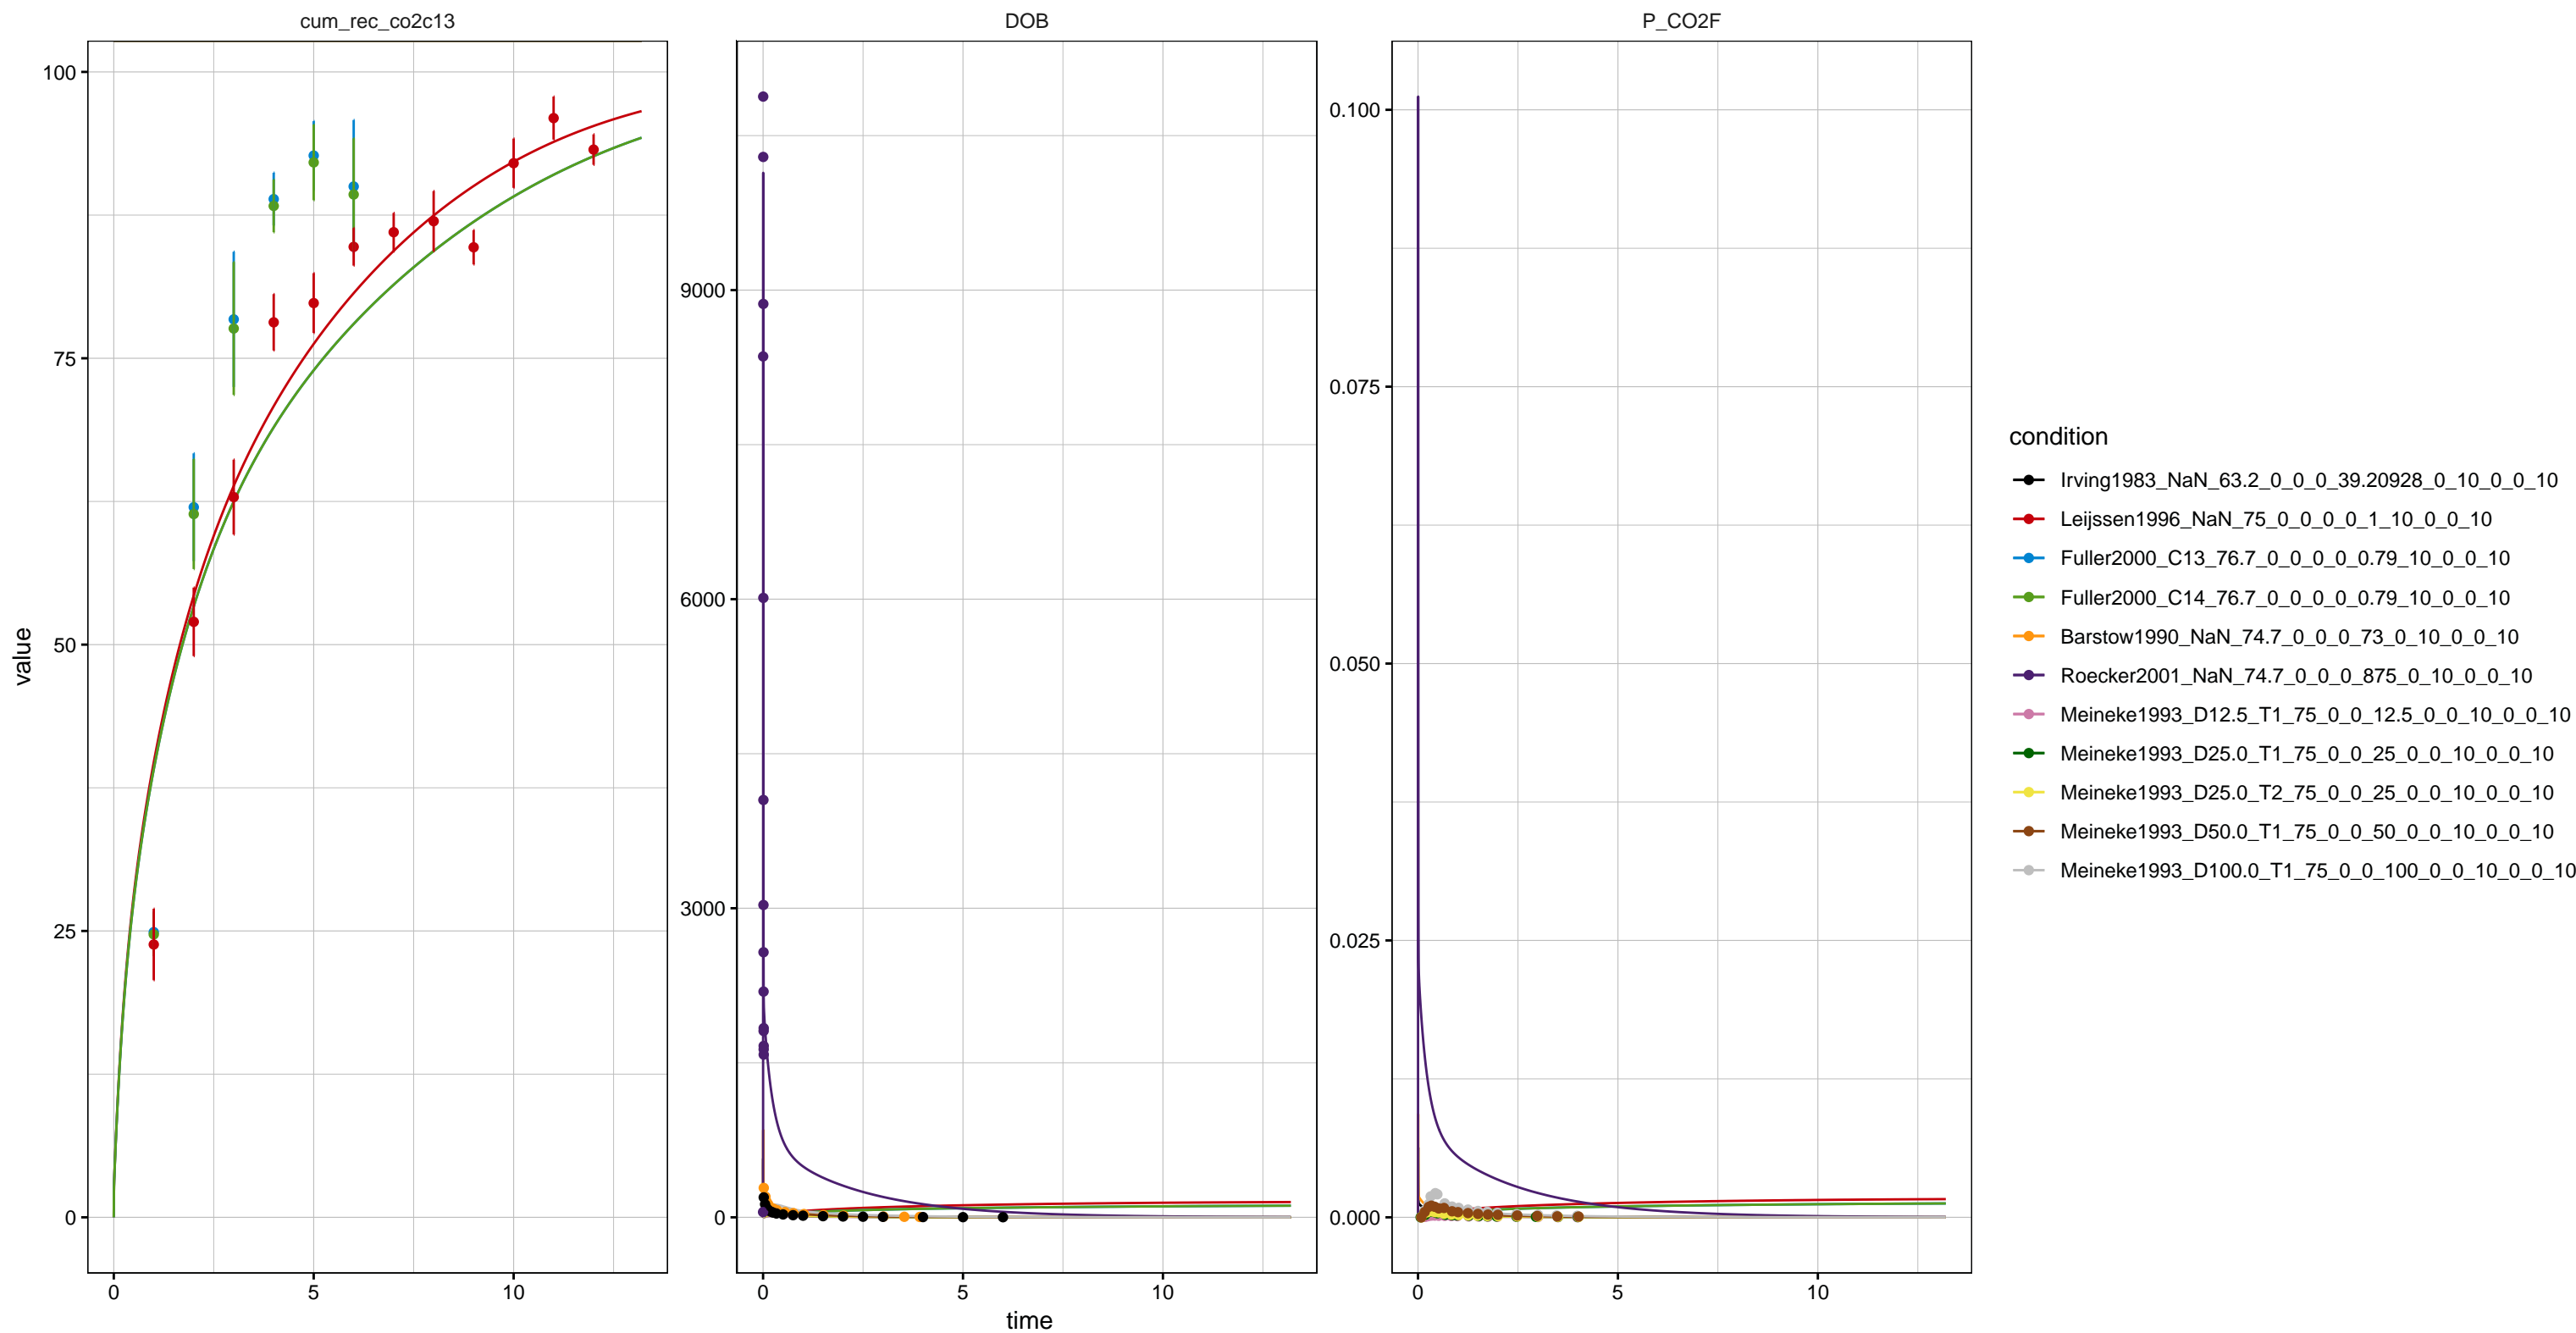 cum_rec_co2c13
DOB
P_CO2F
value
100
75
50
25
0
0
5
10
9000
6000
3000
0
0
5
10
time
0.100
0.075
0.050
0.025
0.000
0
5
10
condition
Irving1983_NaN_63.2_0_0_0_39.20928_0_10_0_0_10
Leijssen1996_NaN_75_0_0_0_0_1_10_0_0_10
Fuller2000_C13_76.7_0_0_0_0_0.79_10_0_0_10
Fuller2000_C14_76.7_0_0_0_0_0.79_10_0_0_10
Barstow1990_NaN_74.7_0_0_0_73_0_10_0_0_10
Roecker2001_NaN_74.7_0_0_0_875_0_10_0_0_10
Meineke1993_D12.5_T1_75_0_0_12.5_0_0_10_0_0_10
Meineke1993_D25.0_T1_75_0_0_25_0_0_10_0_0_10
Meineke1993_D25.0_T2_75_0_0_25_0_0_10_0_0_10
Meineke1993_D50.0_T1_75_0_0_50_0_0_10_0_0_10
Meineke1993_D100.0_T1_75_0_0_100_0_0_10_0_0_10